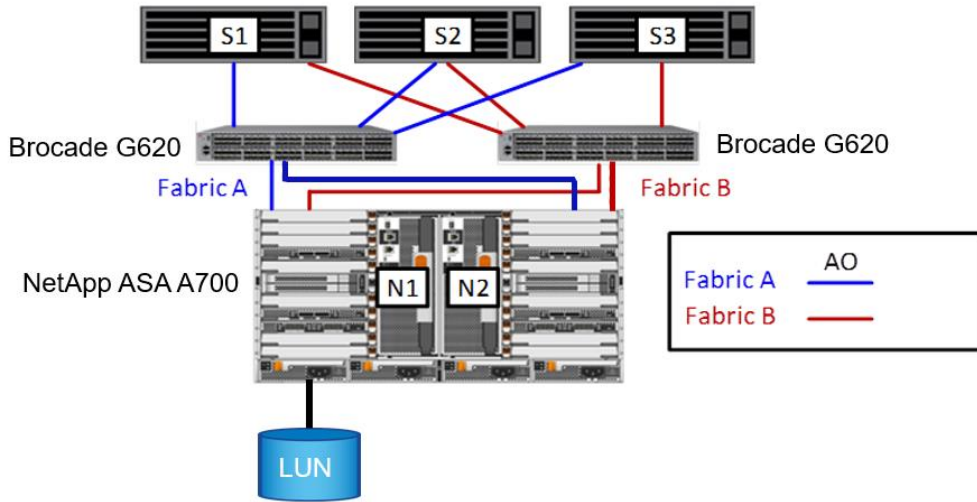 S1
S2
S3
Brocade G620
Brocade G620
Fabric A
Fabric B
NetApp ASA A700
N1
N2
AO
Fabric A
Fabric B
LUN